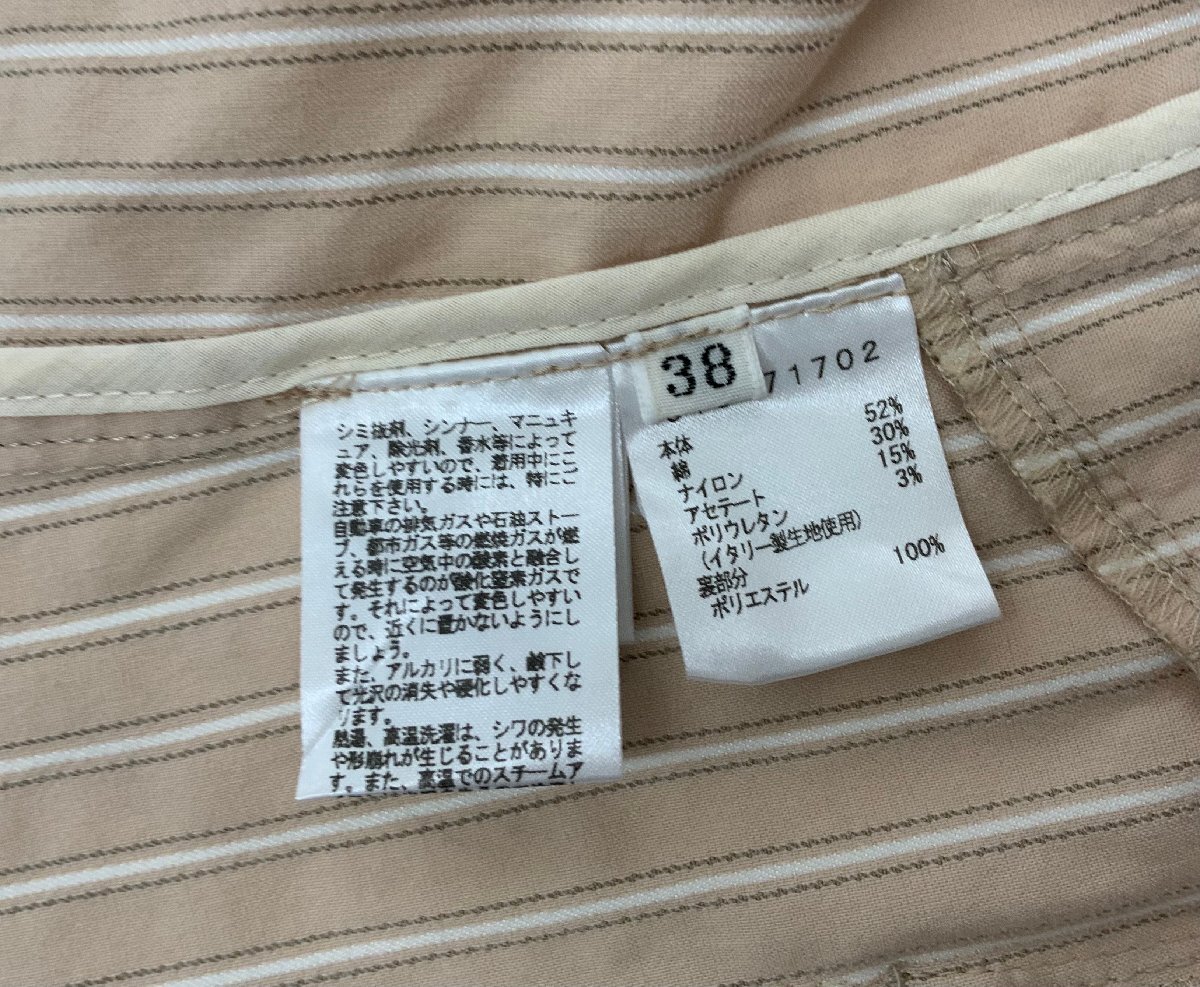 シミ抜剤、シンナー、マニュキ
ュア、除光剤、香水等によって
変色しやすいので、着用中にこ
れらを使用する時には、特にご
注意下さい。
自動車の排気ガスや石油ストー
ブ、都市ガス等の燃焼ガスが燃
える時に空気中の酸素と融合し
て発生するのが酸化窒素ガスで
す。それによって変色しやすい
ので、近くに置かないようにし
ましょう。
また、アルカリに弱く、鹸下し
て光沢の消失や硬化しやすくな
ります。
熱湯、高温洗濯は、シワの発生
や形崩れが生じることがありま
す。また、高温でのスチームア
38
71702
本体
綿 52%
ナイロン 30%
アセテート 15%
ポリウレタン 3%
(イタリー製生地使用)
裏部分
ポリエステル 100%